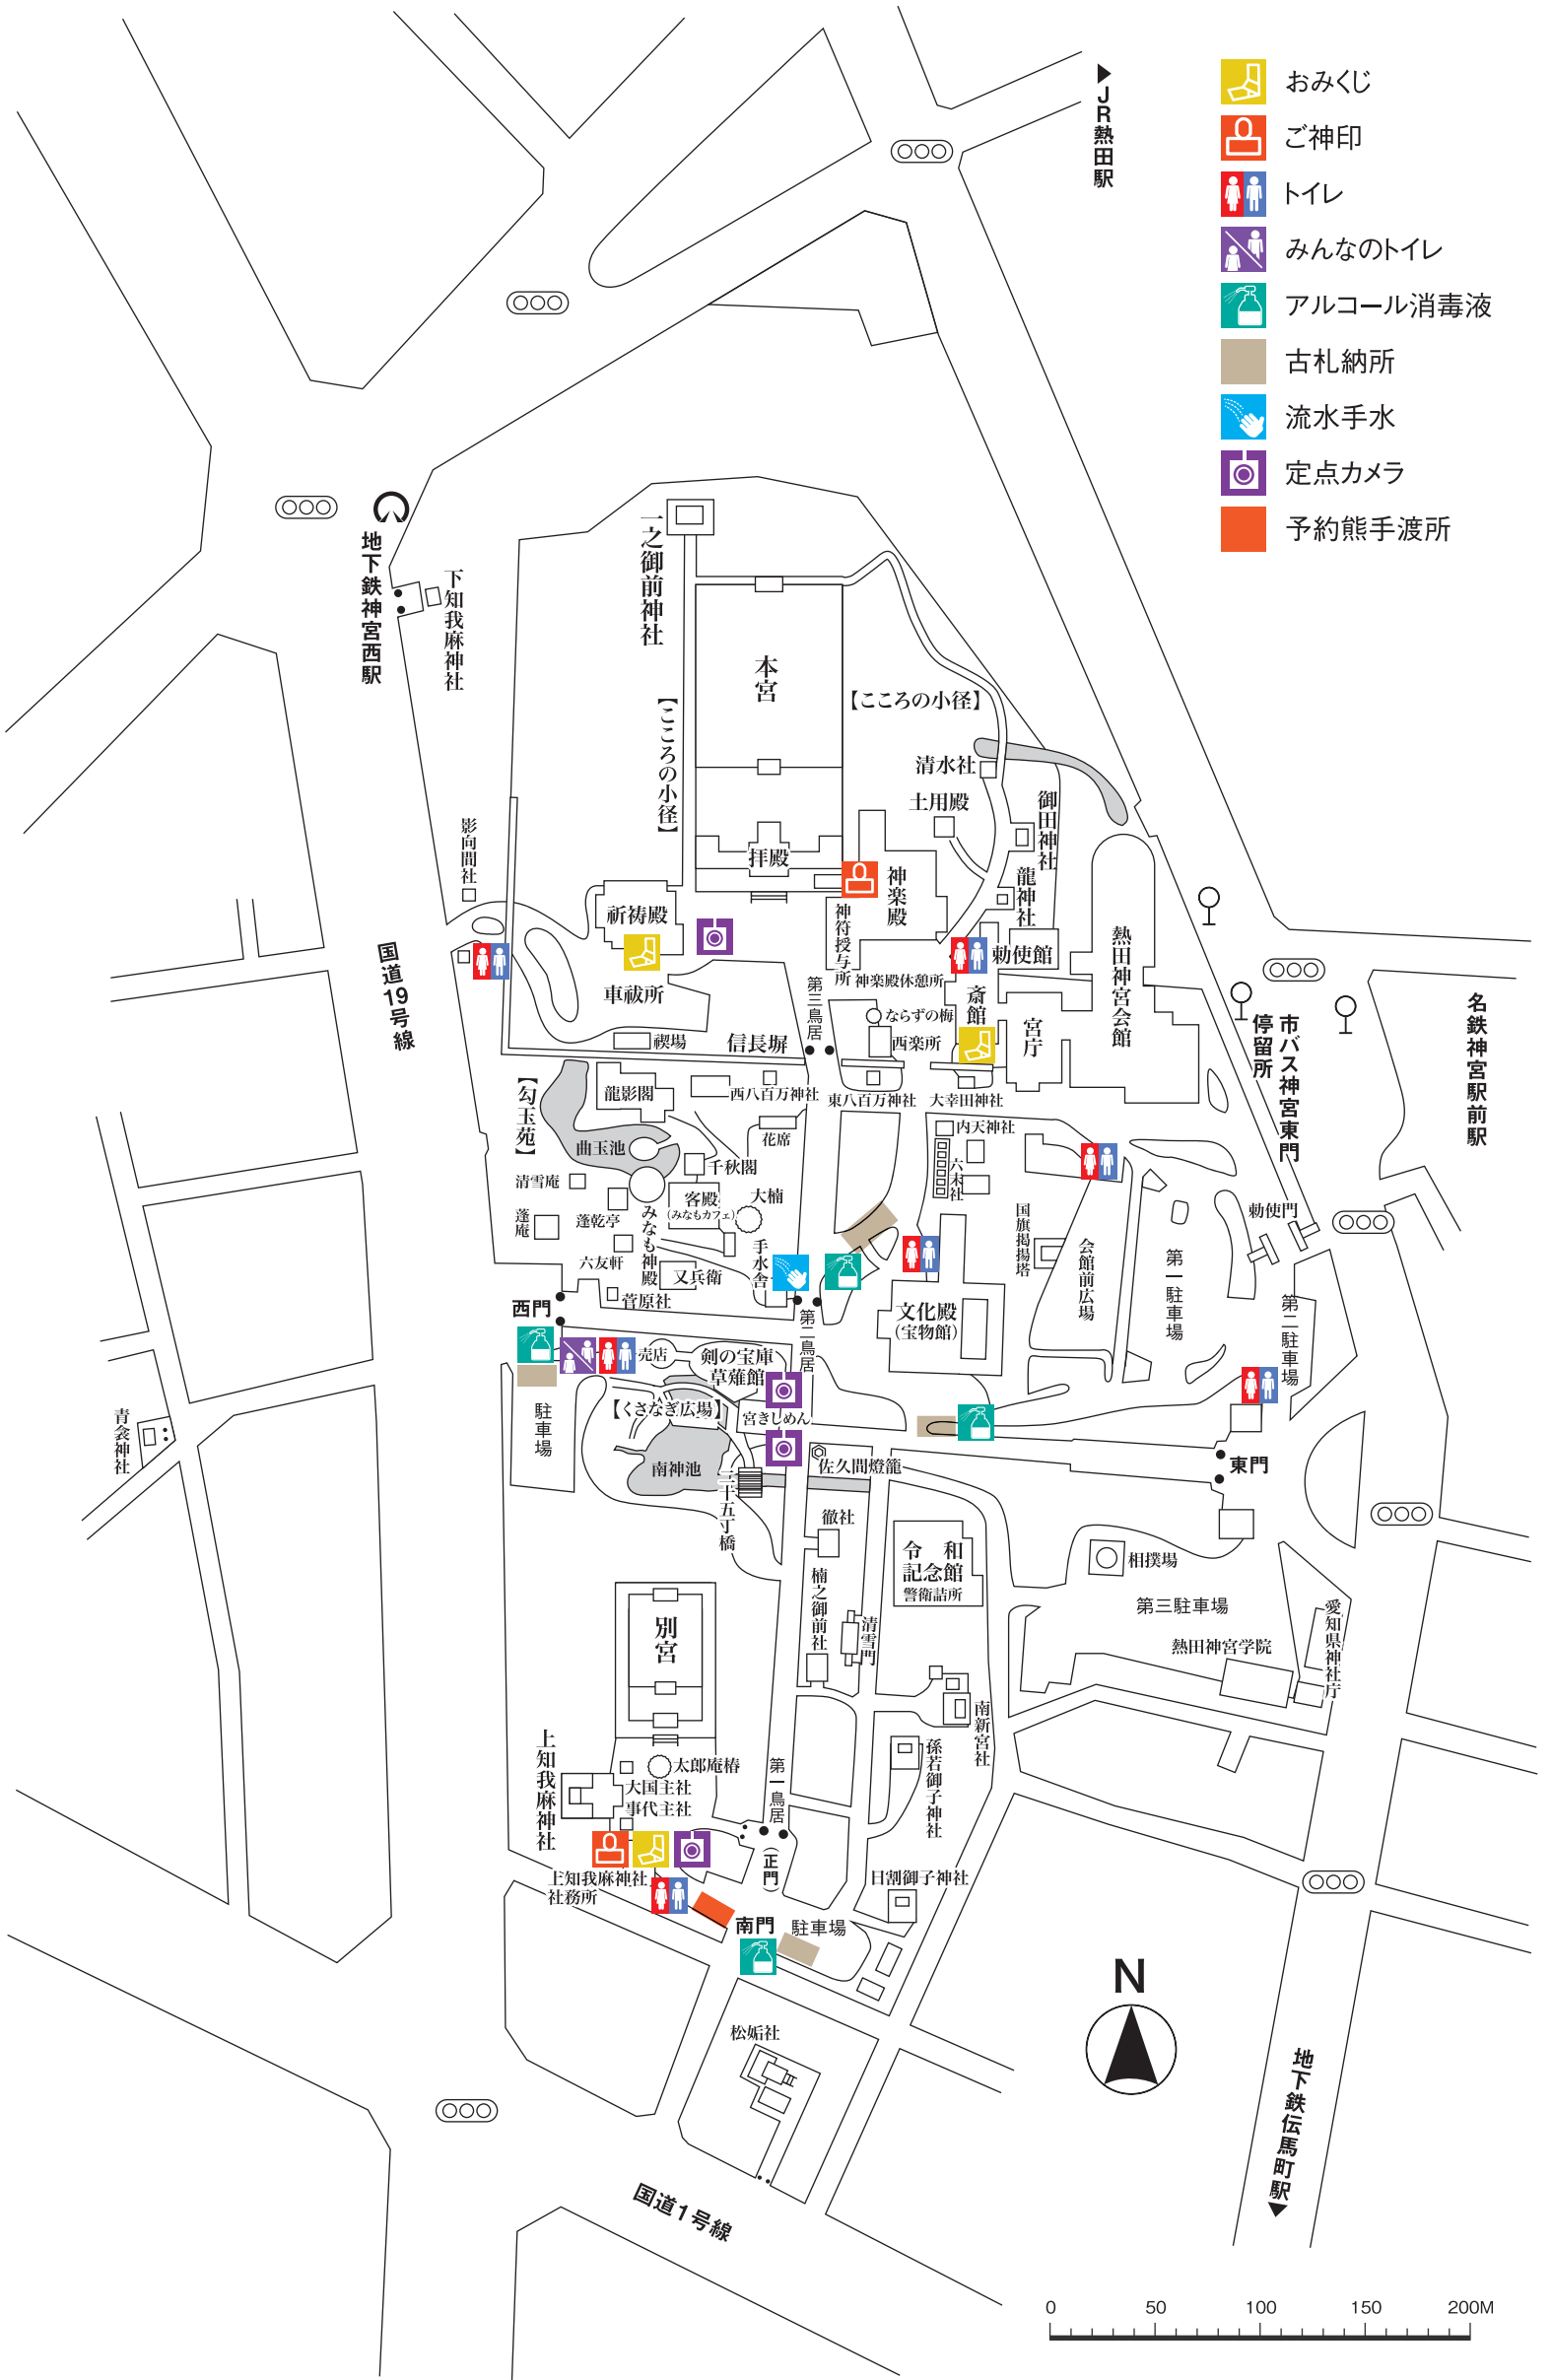 おみくじ
ご神印
トイレ
みんなのトイレ
アルコール消毒液
古札納所
流水手水
定点カメラ
予約熊手渡所
▶JR熱田駅
地下鉄神宮西駅
下知我麻神社
一之御前神社
本宮
【こころの小径】
【こころの小径】
清水社
土用殿
御田神社
龍神社
拝殿
神楽殿
神符授与所
影向間社
祈祷殿
車祓所
勅使館
神楽殿休憩所
斎館
宮庁
熱田神宮会館
国道19号線
第三鳥居
ならずの梅
西楽所
禊場
信長塀
市バス神宮東門
停留所
名鉄神宮駅前駅
【勾玉苑】
龍影閣
西八百万神社
東八百万神社
大幸田神社
花席
曲玉池
内天神社
六末社
千秋閣
清雪庵
客殿
（みなもカフェ）
大楠
蓬庵
蓬乾亭
みなも神殿
手水舎
六友軒
又兵衛
菅原社
国旗掲揚塔
会館前広場
第一駐車場
勅使門
第二駐車場
西門
第二鳥居
文化殿
（宝物館）
売店
剣の宝庫
草薙館
駐車場
【くさなぎ広場】
宮きしめん
青衾神社
南神池
佐久間燈籠
東門
二十五丁橋
徹社
令和
記念館
警衛詰所
相撲場
第三駐車場
楠之御前社
清雪門
熱田神宮学院
愛知県神社庁
別宮
南新宮社
上知我麻神社
太郎庵椿
大国主社
事代主社
第一鳥居
（正門）
孫若御子神社
上知我麻神社
社務所
日割御子神社
南門
駐車場
松姤社
N
国道1号線
地下鉄伝馬町駅▶
0 50 100 150 200M